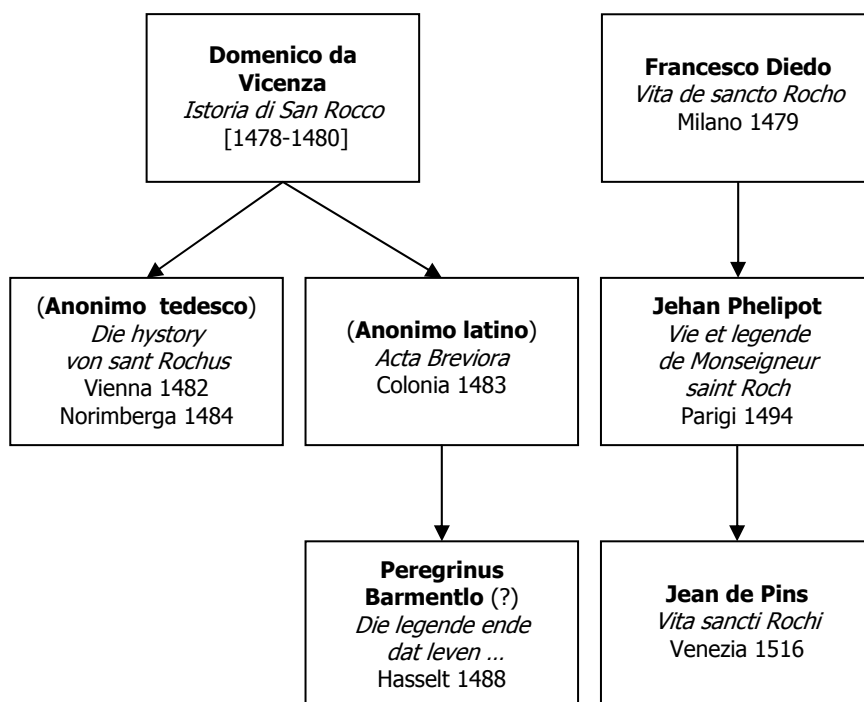 Domenico da
Vicenza
Istoria di San Rocco
[1478-1480]
Francesco Diedo
Vita de sancto Rocho
Milano 1479
(Anonimo tedesco)
Die hystory
von sant Rochus
Vienna 1482
Norimberga 1484
(Anonimo latino)
Acta Breviora
Colonia 1483
Jehan Phelipot
Vie et legende
de Monseigneur
saint Roch
Parigi 1494
Peregrinus
Barmentlo (?)
Die legende ende
dat leven ...
Hasselt 1488
Jean de Pins
Vita sancti Rochi
Venezia 1516